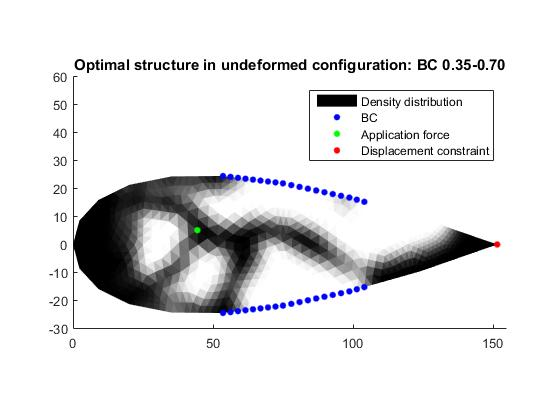 Optimal structure in undeformed configuration: BC 0.35-0.70
60
50
40
30
20
10
0
-10
-20
-30
0
50
100
150
Density distribution
BC
Application force
Displacement constraint